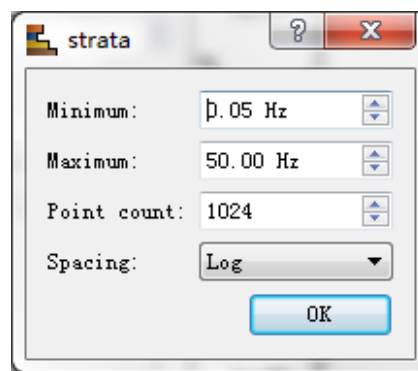 strata
Minimum: 0.05 Hz
Maximum: 50.00 Hz
Point count: 1024
Spacing: Log
OK